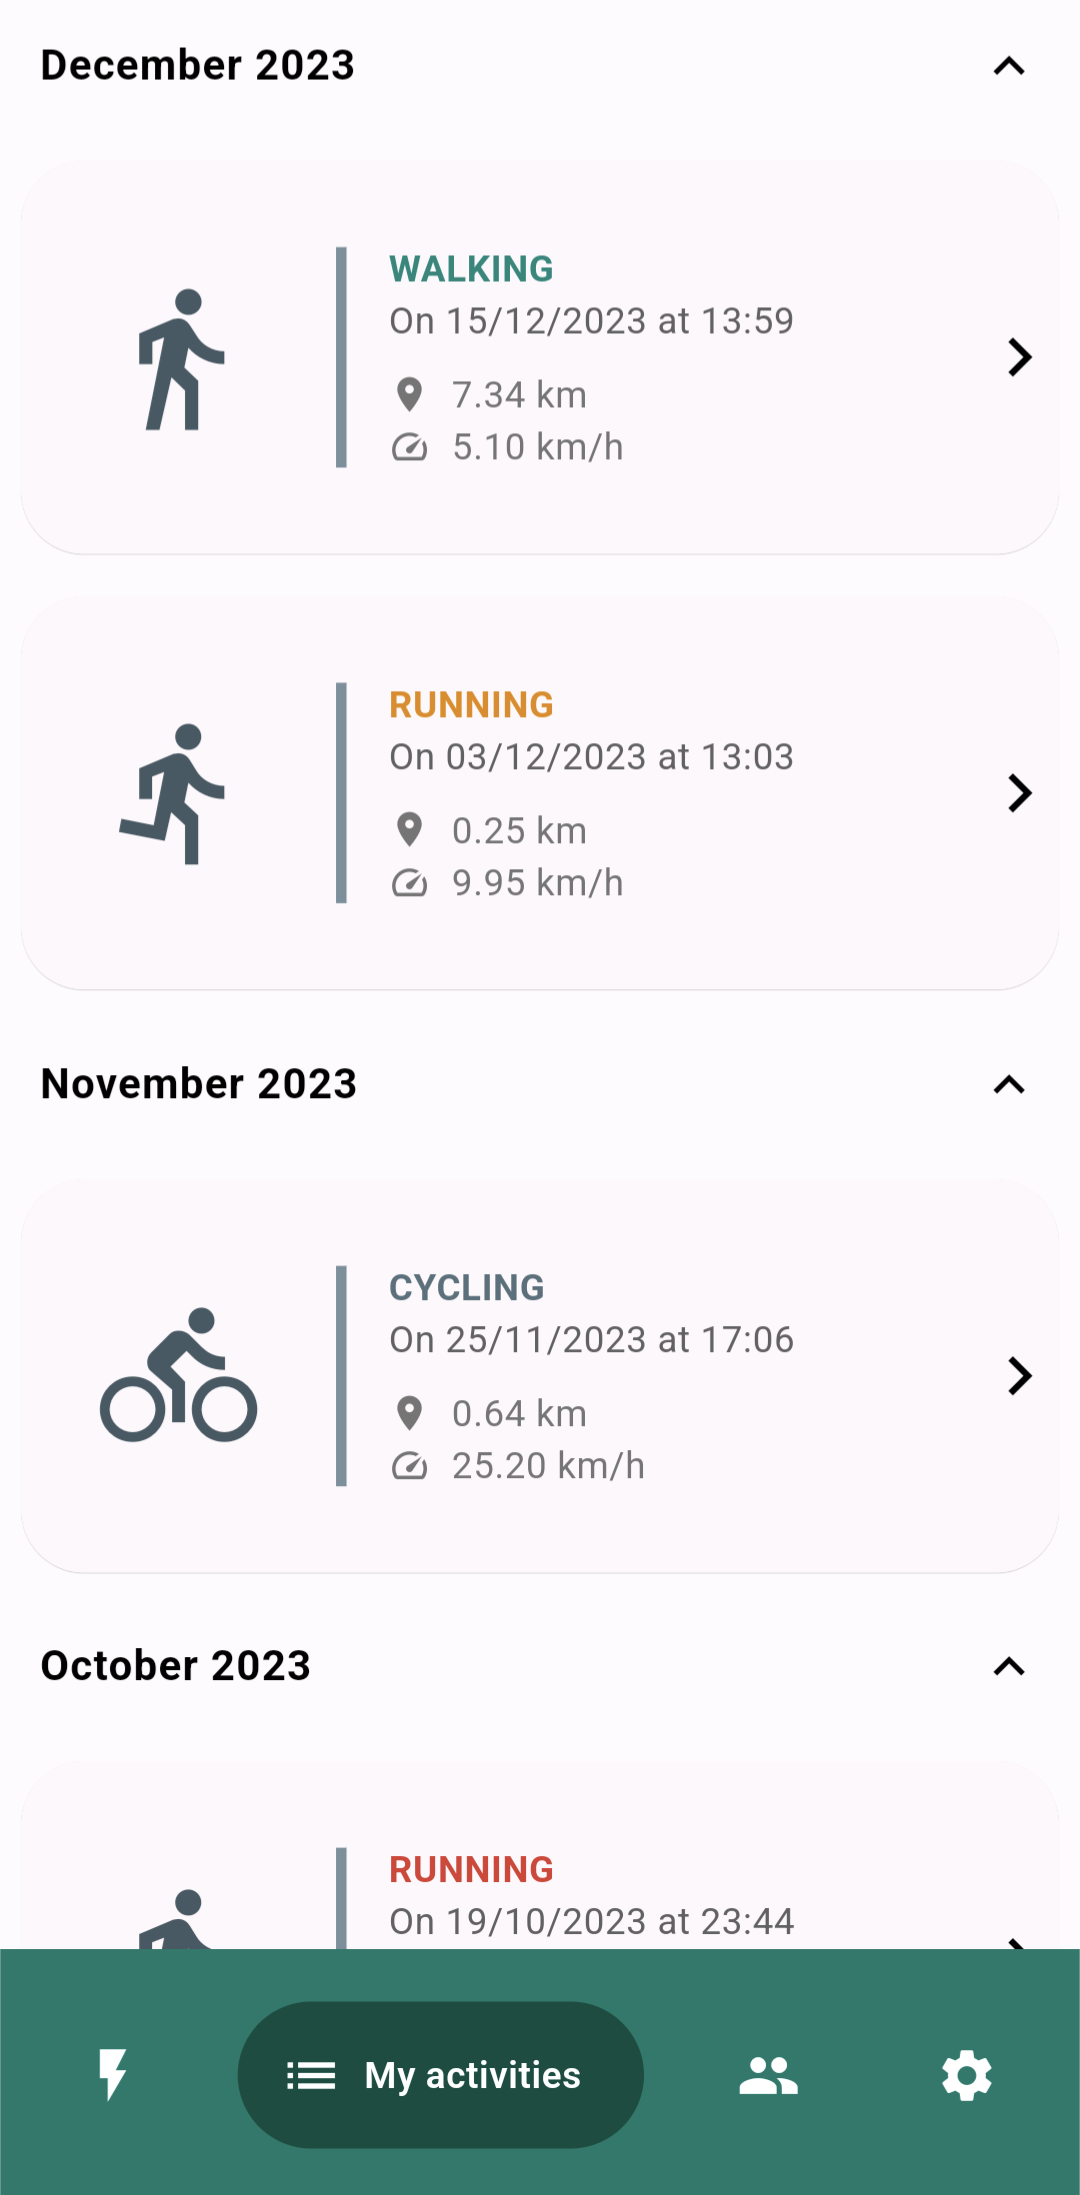 December 2023
WALKING
On 15/12/2023 at 13:59
7.34 km
5.10 km/h
RUNNING
On 03/12/2023 at 13:03
0.25 km
9.95 km/h
November 2023
CYCLING
On 25/11/2023 at 17:06
0.64 km
25.20 km/h
October 2023
RUNNING
On 19/10/2023 at 23:44
My activities